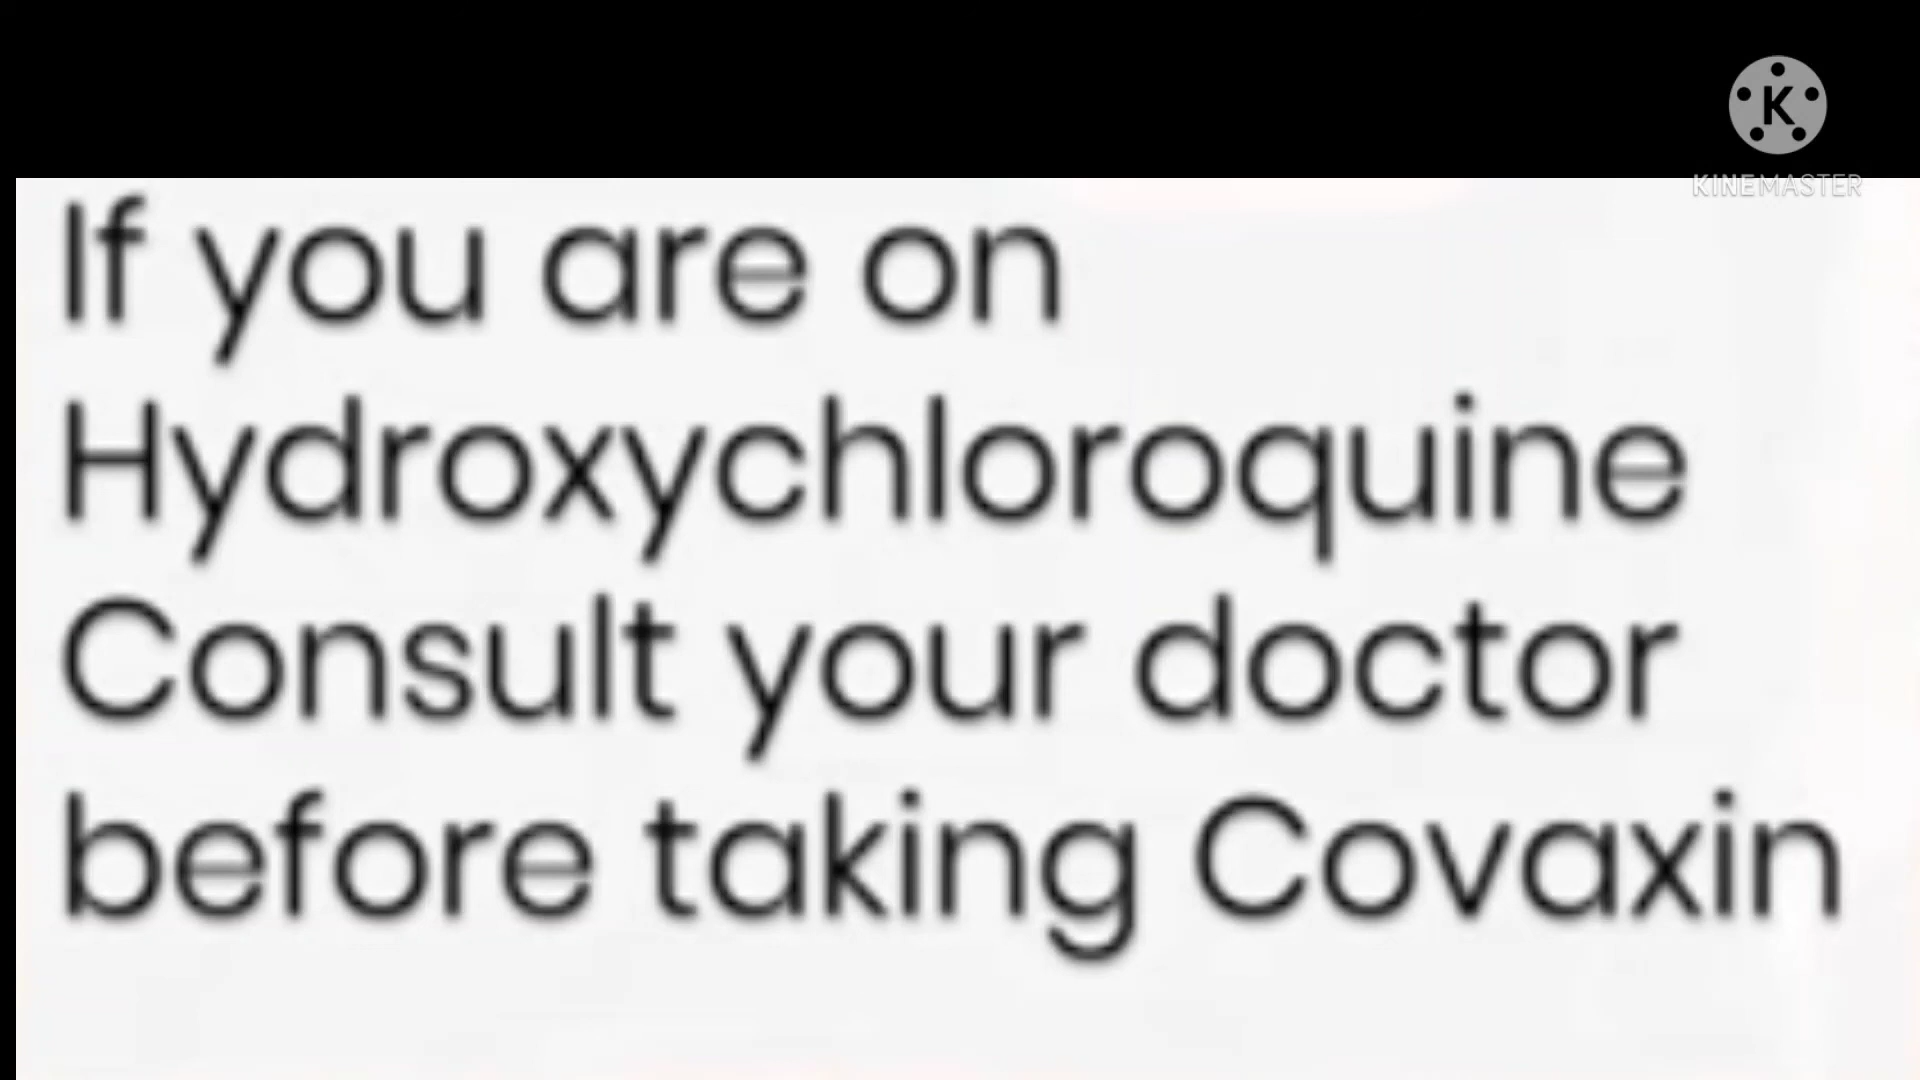 K
KINEMASTER
If you are on
Hydroxychloroquine
Consult your doctor
before taking Covaxin